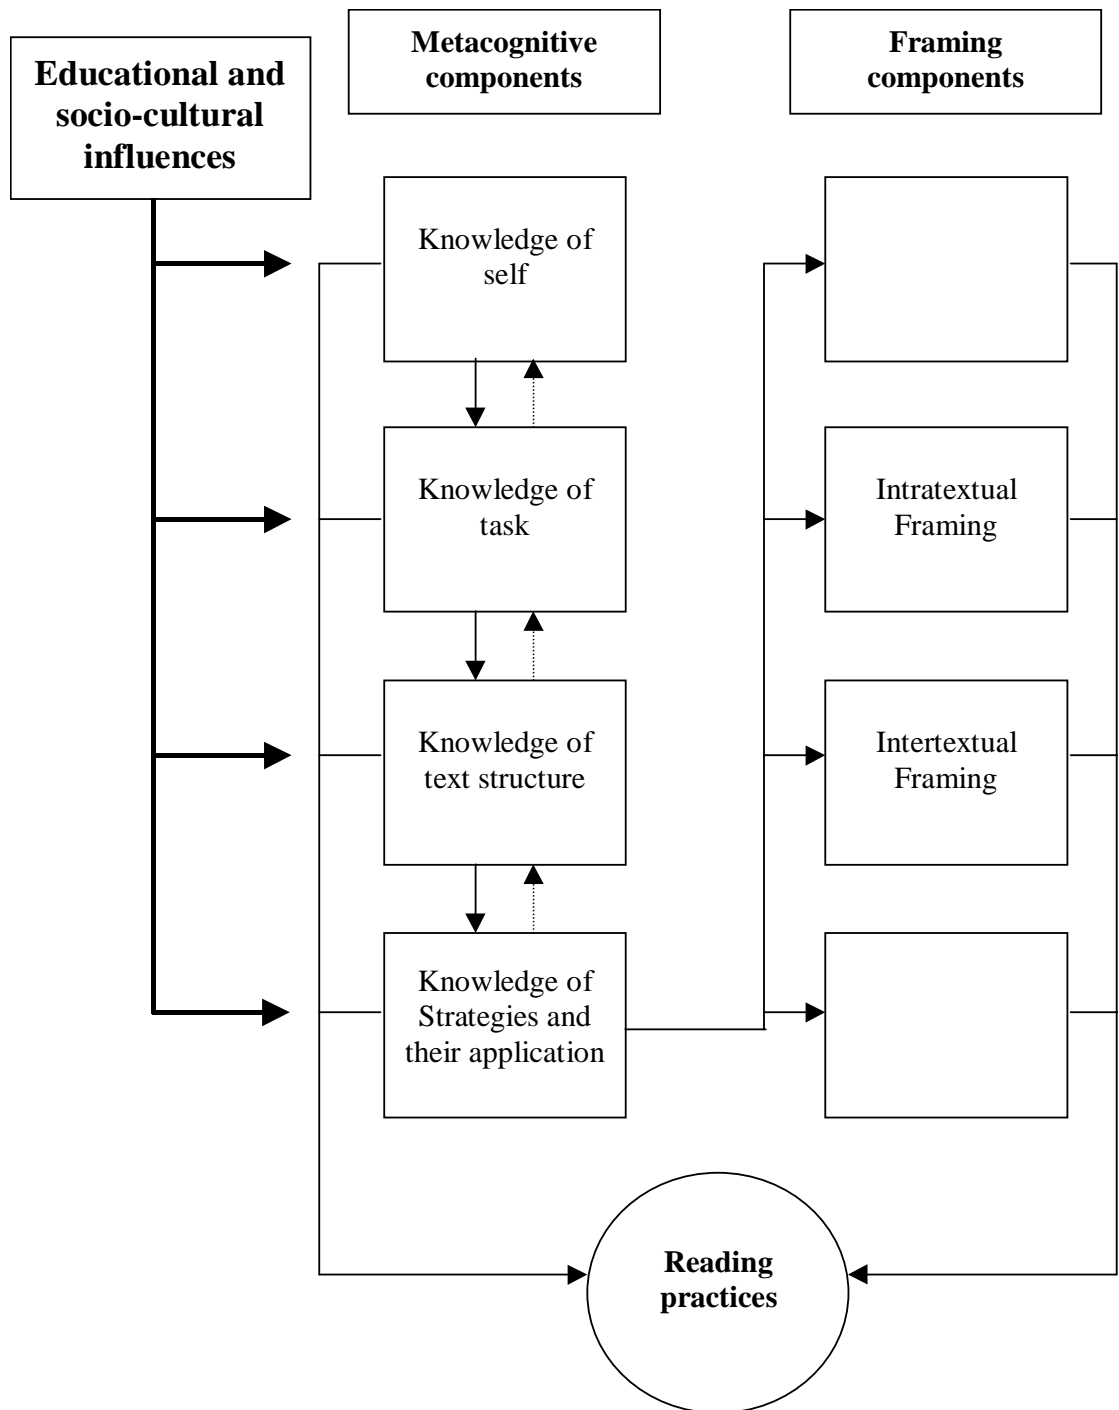 Educational and
socio-cultural
influences
Metacognitive
components
Framing
components
Knowledge of
self
Knowledge of
task
Intratextual
Framing
Knowledge of
text structure
Intertextual
Framing
Knowledge of
Strategies and
their application
Reading
practices